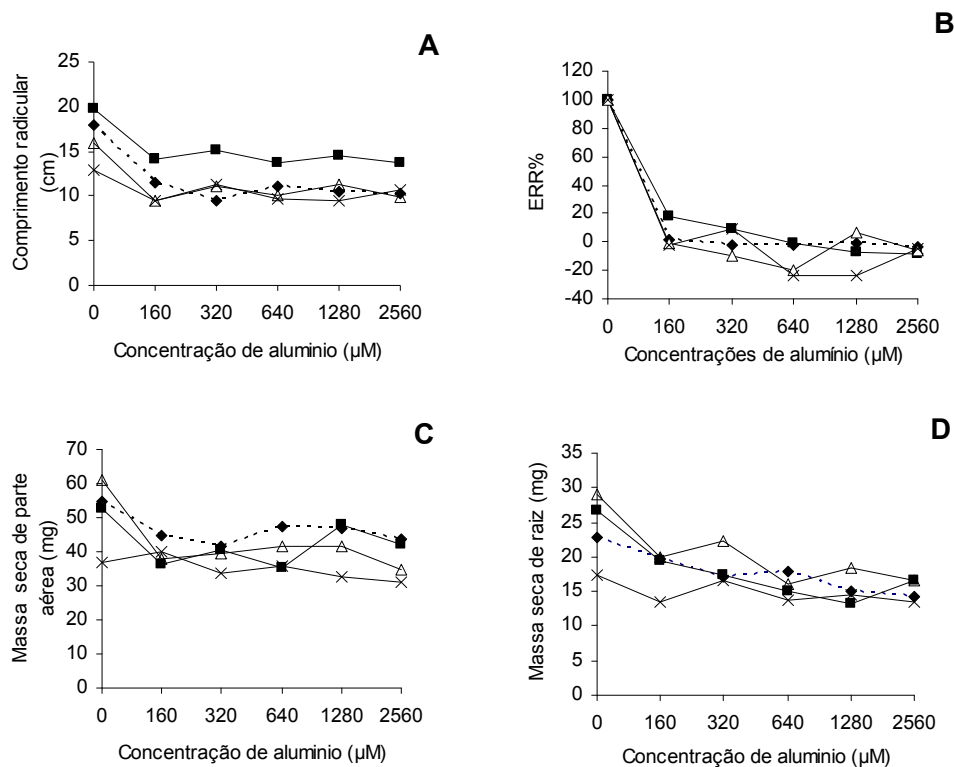 A
25
20
15
10
5
0
Comprimento radicular
(cm)
0 160 320 640 1280 2560
Concentração de aluminio (µM)
B
120
100
80
60
40
20
0
-20
-40
ERR%
0 160 320 640 1280 2560
Concentrações de alumínio (µM)
C
70
60
50
40
30
20
10
0
Massa seca de parte
aérea (mg)
0 160 320 640 1280 2560
Concentração de aluminio (µM)
D
35
30
25
20
15
10
5
0
Massa seca de raiz (mg)
0 160 320 640 1280 2560
Concentração de aluminio (µM)